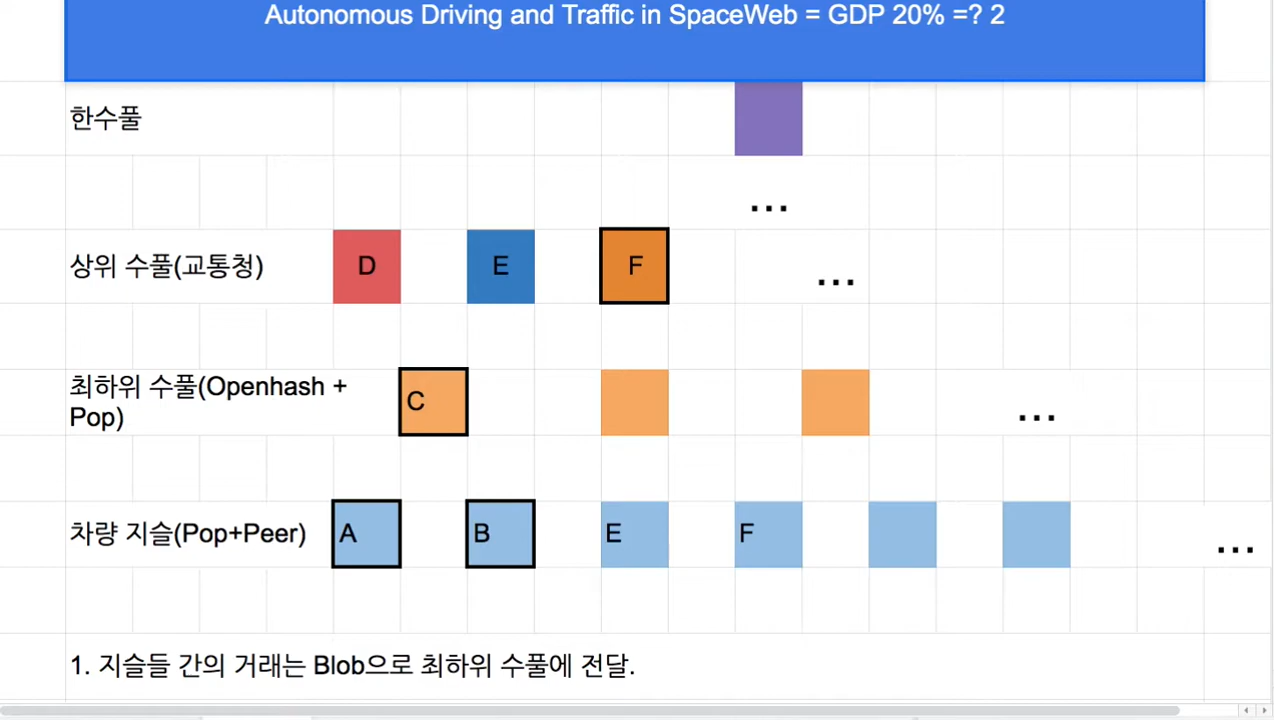 Autonomous Driving and Traffic in SpaceWeb = GDP 20% =? 2
한수풀
...
상위 수풀(교통청)
D
E
F
...
최하위 수풀(Openhash +
Pop)
C
...
차량 지슬(Pop+Peer)
A
B
E
F
...
1. 지슬들 간의 거래는 Blob으로 최하위 수풀에 전달.